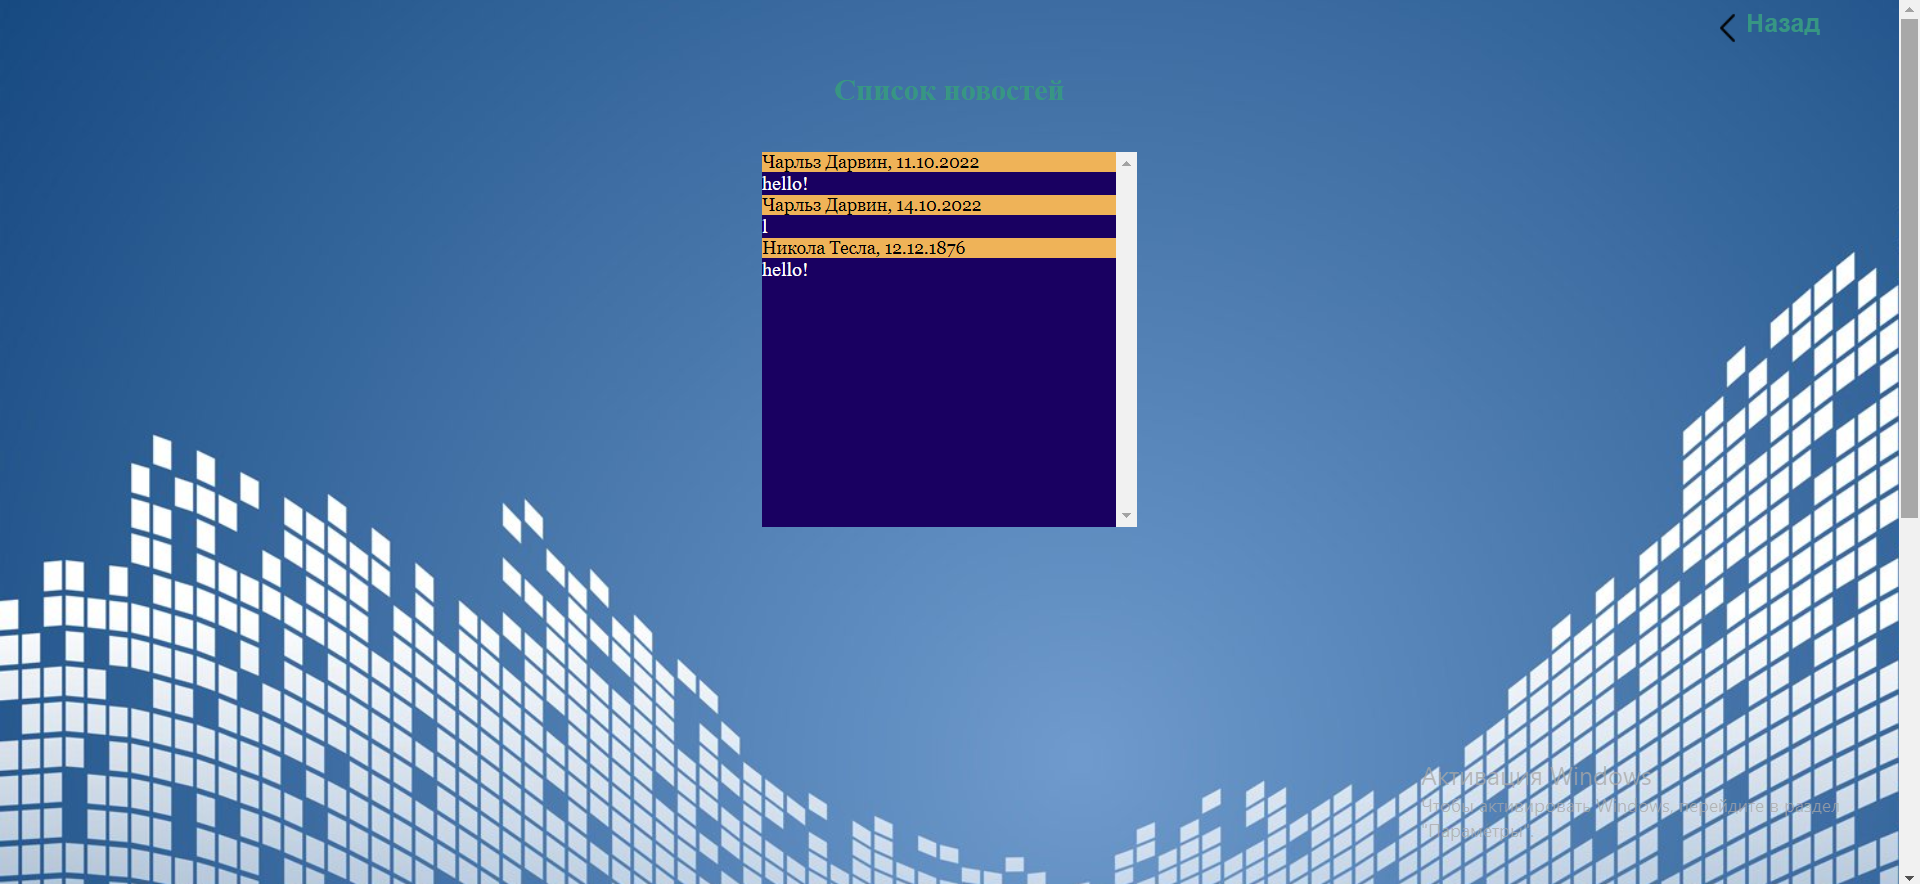 Назад
Список новостей
Чарльз Дарвин, 11.10.2022
hello!
Чарльз Дарвин, 14.10.2022
l
Никола Тесла, 12.12.1876
hello!
Активация Windows
Чтобы активировать Windows, перейдите в раздел
"Параметры".